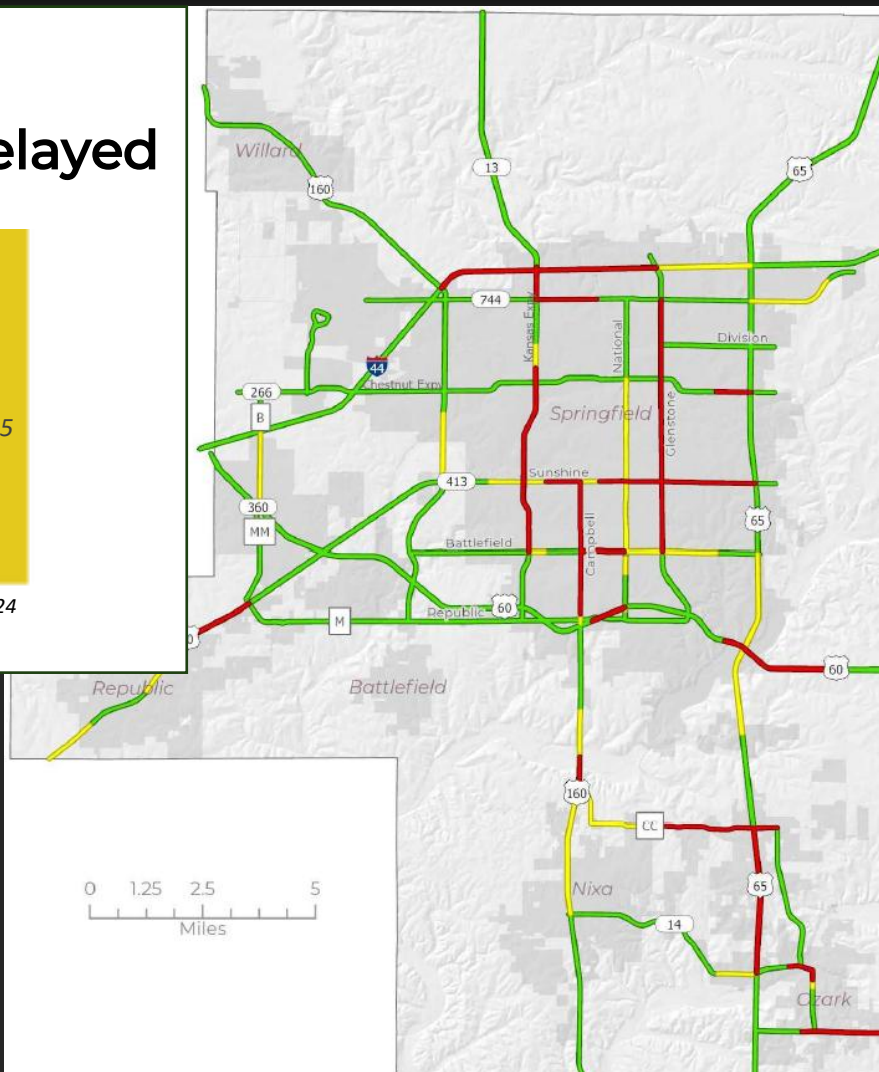 elayed
5
24
Willard
160
13
65
744
Kansas Expy
National
Division
44
Chestnut Expy
266
B
Springfield
Glenstone
413
Sunshine
360
MM
65
Battlefield
Campbell
Republic
60
M
0
60
Republic
Battlefield
160
CC
65
0 1.25 2.5 5
Miles
Nixa
14
Ozark